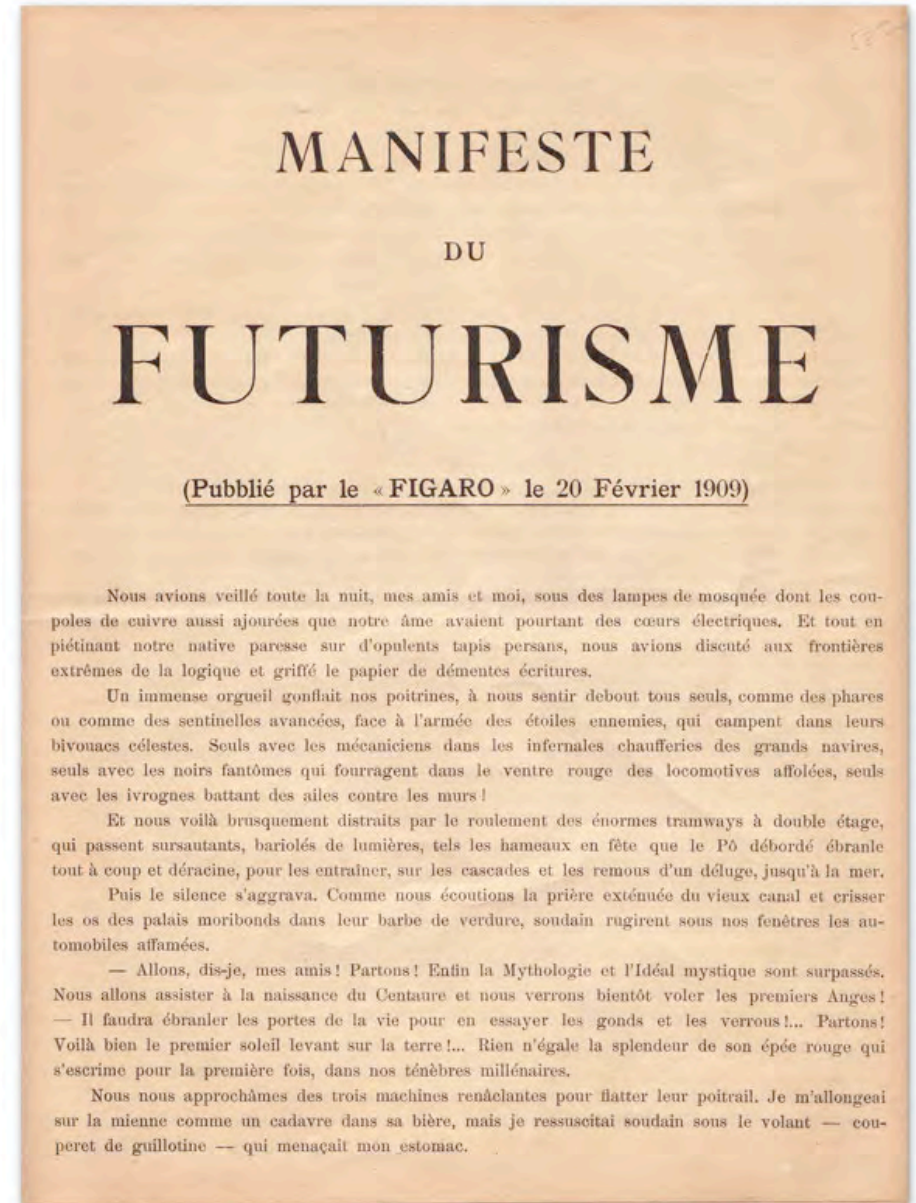 MANIFESTE
DU
FUTURISME
(Pubblié par le « FIGARO » le 20 Février 1909)
Nous avions veillé toute la nuit, mes amis et moi, sous des lampes de mosquée dont les cou-
poles de cuivre aussi ajourées que notre âme avaient pourtant des cœurs électriques. Et tout en
piétinant notre native paresse sur d'opulents tapis persans, nous avions discuté aux frontières
extrêmes de la logique et griffé le papier de démentes écritures.
Un immense orgueil gonflait nos poitrines, à nous sentir debout tous seuls, comme des phares
ou comme des sentinelles avancées, face à l'armée des étoiles ennemies, qui campent dans leurs
bivouacs célestes. Seuls avec les mécaniciens dans les infernales chaufferies des grands navires,
seuls avec les noirs fantômes qui fourragent dans le ventre rouge des locomotives affolées, seuls
avec les ivrognes battant des ailes contre les murs !
Et nous voilà brusquement distraits par le roulement des énormes tramways à double étage,
qui passent sursautants, bariolés de lumières, tels les hameaux en fête que le Pô débordé ébranle
tout à coup et déracine, pour les entraîner, sur les cascades et les remous d'un déluge, jusqu'à la mer.
Puis le silence s'aggrava. Comme nous écoutions la prière exténuée du vieux canal et crisser
les os des palais moribonds dans leur barbe de verdure, soudain rugirent sous nos fenêtres les au-
tomobiles affamées.
— Allons, dis-je, mes amis ! Partons ! Enfin la Mythologie et l'Idéal mystique sont surpassés.
Nous allons assister à la naissance du Centaure et nous verrons bientôt voler les premiers Anges !
— Il faudra ébranler les portes de la vie pour en essayer les gonds et les verrous !... Partons !
Voilà bien le premier soleil levant sur la terre !... Rien n'égale la splendeur de son épée rouge qui
s'escrime pour la première fois, dans nos ténèbres millénaires.
Nous nous approchâmes des trois machines renâclantes pour flatter leur poitrail. Je m'allongeai
sur la mienne comme un cadavre dans sa bière, mais je ressuscitai soudain sous le volant — cou-
peret de guillotine — qui menaçait mon estomac.